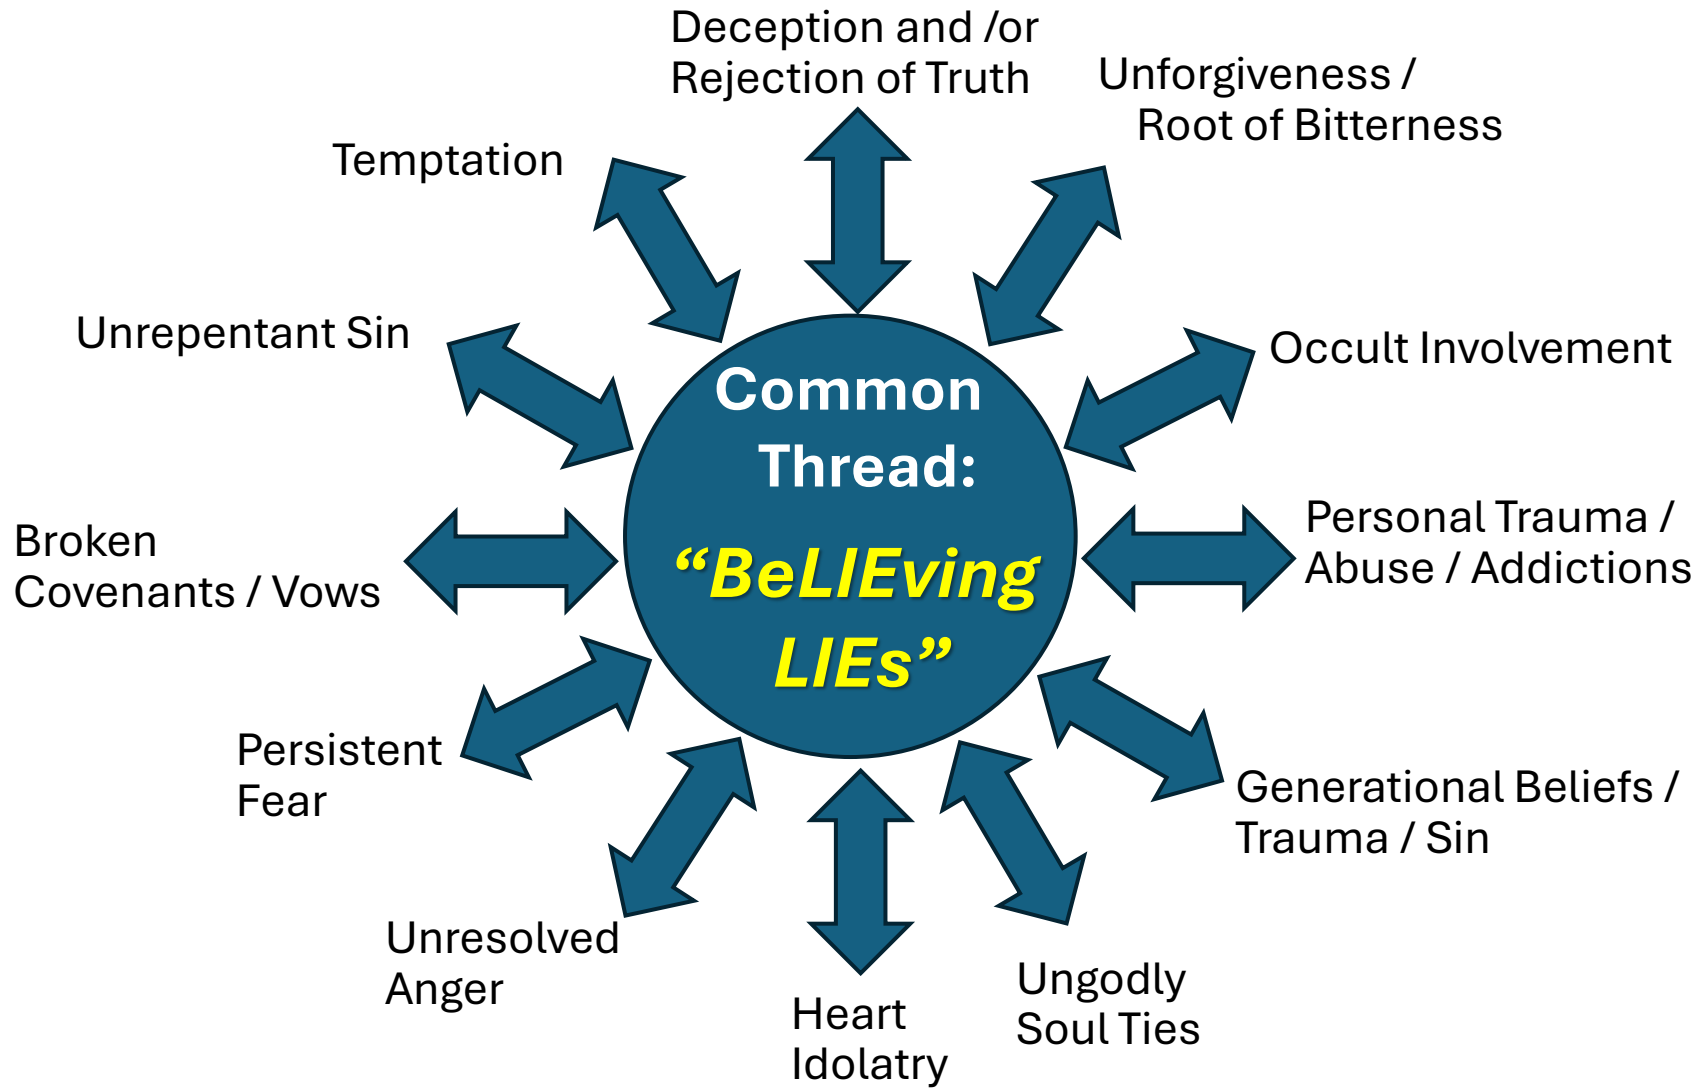 Deception and /or
Rejection of Truth
Unforgiveness /
Root of Bitterness
Temptation
Unrepentant Sin
Occult Involvement
Common
Thread:
“BeLIEving
LIEs”
Personal Trauma /
Abuse / Addictions
Broken
Covenants / Vows
Persistent
Fear
Generational Beliefs /
Trauma / Sin
Unresolved
Anger
Ungodly
Soul Ties
Heart
Idolatry